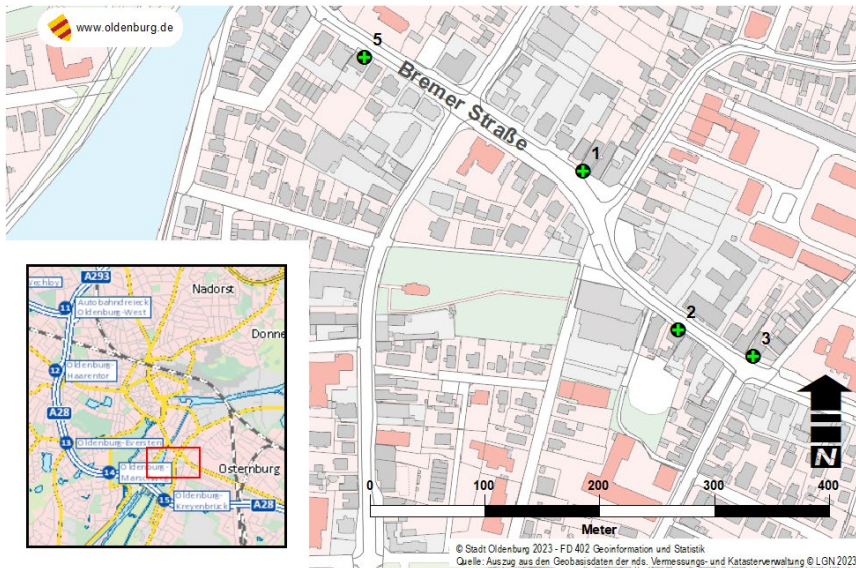 www.oldenburg.de
5
Bremer Straße
1
2
3
A293
Nadorst
11
Autobahndreieck
Oldenburg-West
Donne
12
Oldenburg-
Haarentor
A28
13
Oldenburg-Eversten
14
Oldenburg-
Osternburg
15
Oldenburg-
Kreyenbrück
A28
N
0
100
200
300
400
Meter
© Stadt Oldenburg 2023 - FD 402 Geoinformation und Statistik
Quelle: Auszug aus den Geobasisdaten der nds. Vermessungs- und Katasterverwaltung © LGN 2023